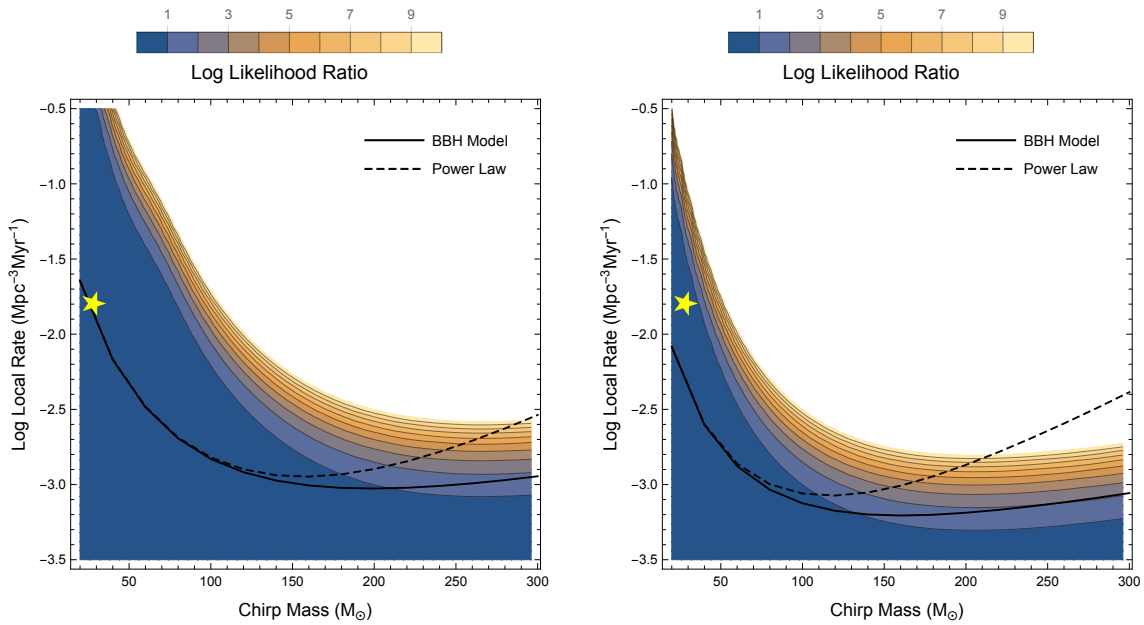 1 3 5 7 9
Log Likelihood Ratio
BBH Model
Power Law
Log Local Rate (Mpc⁻³Myr⁻¹)
-0.5
-1.0
-1.5
-2.0
-2.5
-3.0
-3.5
50 100 150 200 250 300
Chirp Mass (M⊙)
1 3 5 7 9
Log Likelihood Ratio
BBH Model
Power Law
Log Local Rate (Mpc⁻³Myr⁻¹)
-0.5
-1.0
-1.5
-2.0
-2.5
-3.0
-3.5
50 100 150 200 250 300
Chirp Mass (M⊙)